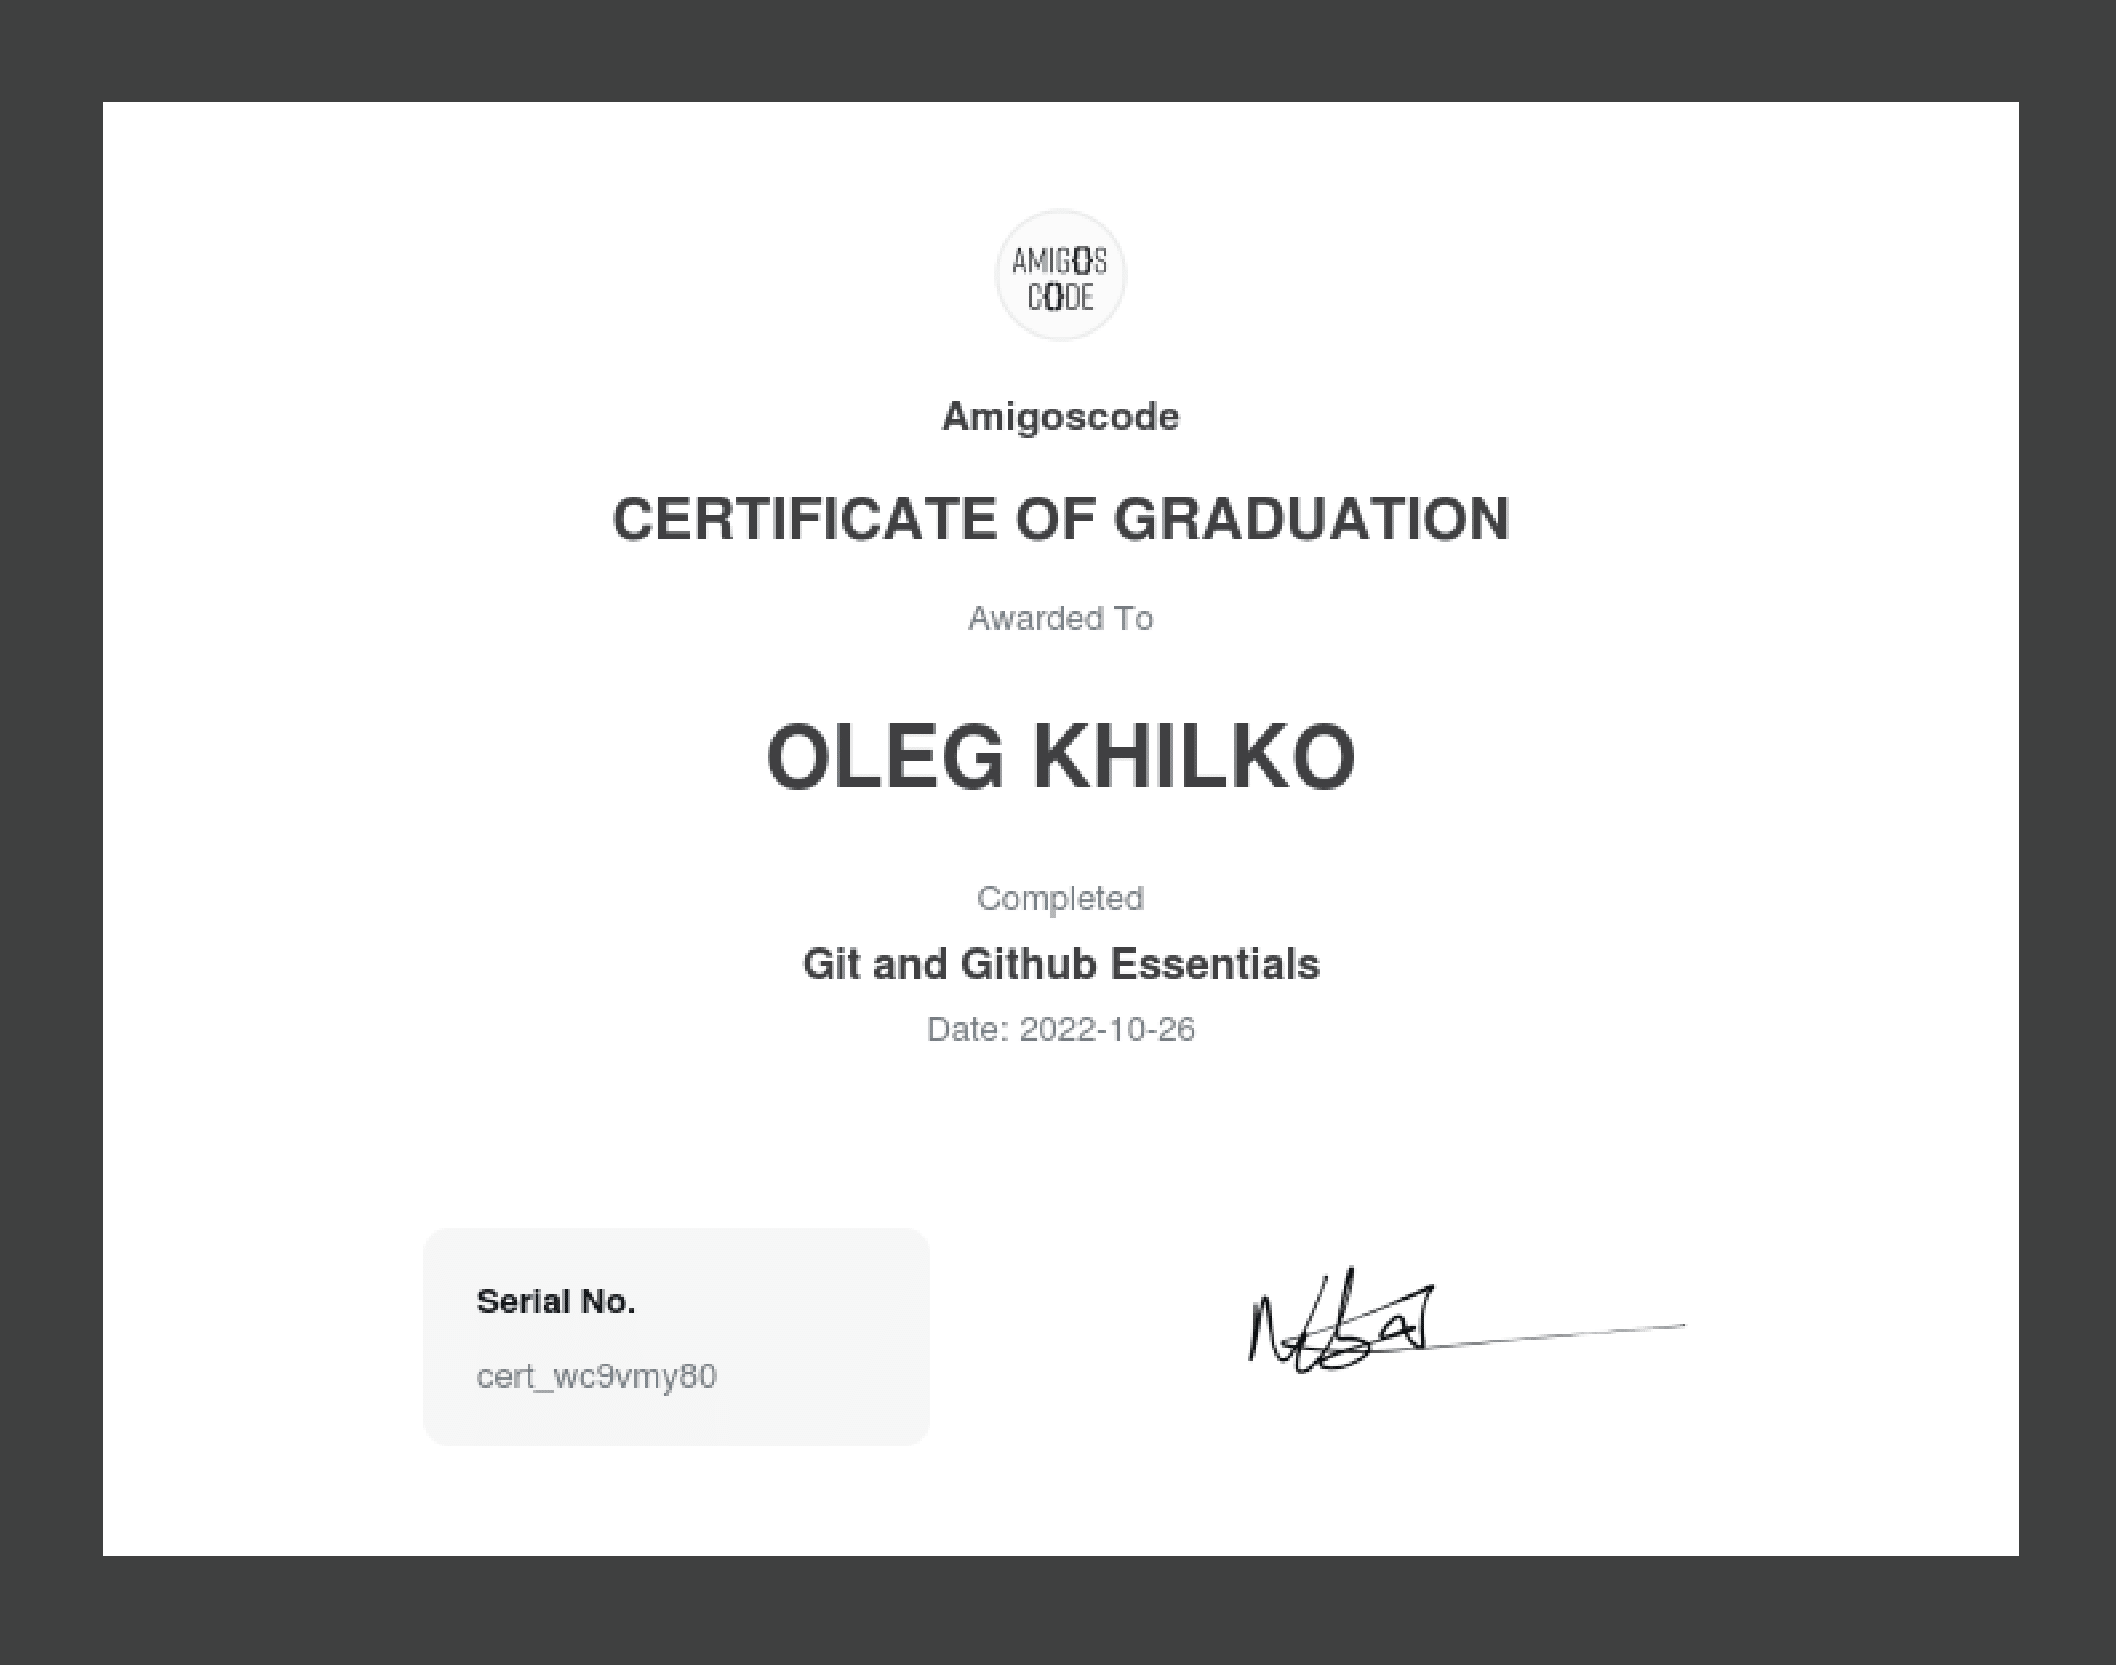 AMIGOS
CODE
Amigoscode
CERTIFICATE OF GRADUATION
Awarded To
OLEG KHILKO
Completed
Git and Github Essentials
Date: 2022-10-26
Serial No.
cert_wc9vmy80